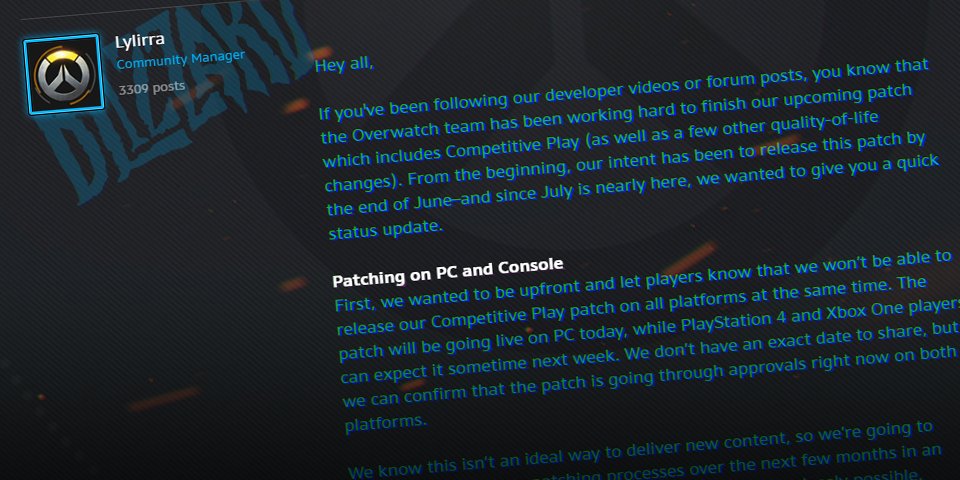 BLIZZARD
Lylirra
Community Manager
3309 posts
Hey all,
If you've been following our developer videos or forum posts, you know that
the Overwatch team has been working hard to finish our upcoming patch
which includes Competitive Play (as well as a few other quality-of-life
changes). From the beginning, our intent has been to release this patch by
the end of June–and since July is nearly here, we wanted to give you a quick
status update.
Patching on PC and Console
First, we wanted to be upfront and let players know that we won't be able to
release our Competitive Play patch on all platforms at the same time. The
patch will be going live on PC today, while PlayStation 4 and Xbox One players
can expect it sometime next week. We don't have an exact date to share, but
we can confirm that the patch is going through approvals right now on both
platforms.
We know this isn't an ideal way to deliver new content, so we're going to
processes over the next few months in an
possible.